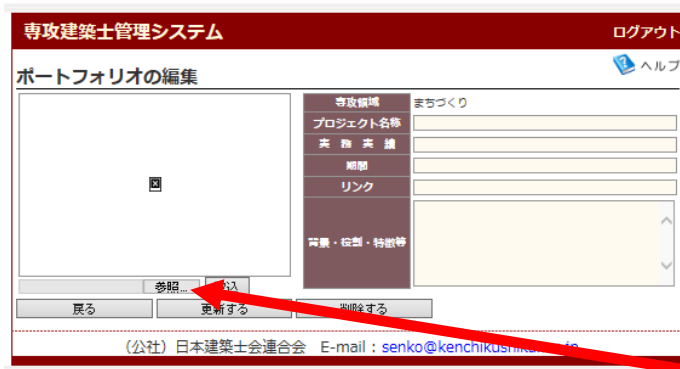 専攻建築士管理システム
ログアウト
ポートフォリオの編集
ヘルプ
専攻領域 まちづくり
プロジェクト名称
実務実績
期間
リンク
背景・役割・特徴等
参照...
戻る 更新する 削除する
(公社)日本建築士会連合会 E-mail: